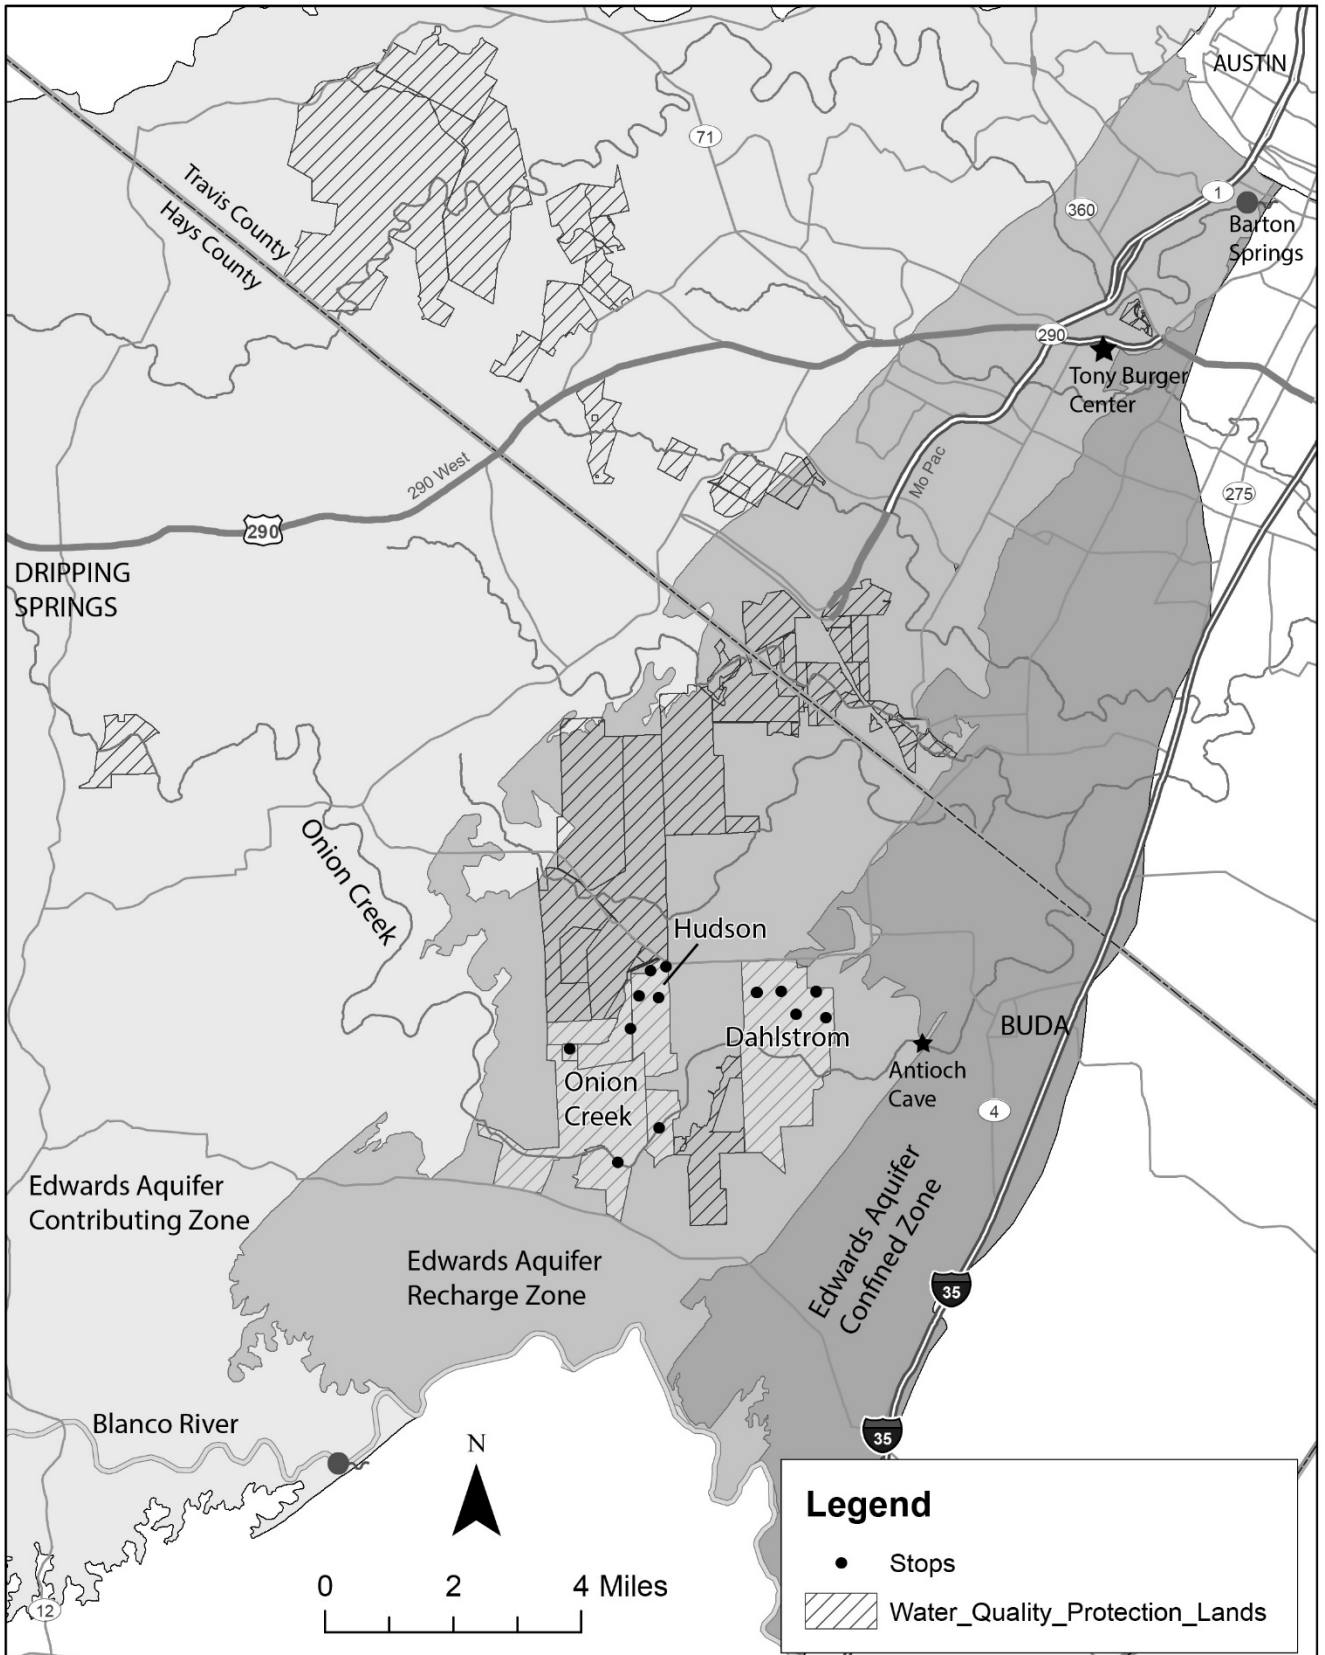 AUSTIN
71
Travis County
Hays County
360
1
Barton
Springs
290
Tony Burger
Center
290 West
Mo Pac
275
290
DRIPPING
SPRINGS
Onion Creek
Hudson
Dahlstrom
BUDA
Onion
Creek
Antioch
Cave
4
Edwards Aquifer
Contributing Zone
Edwards Aquifer
Confined Zone
Edwards Aquifer
Recharge Zone
35
Blanco River
35
N
Legend
Stops
0 2 4 Miles
Water_Quality_Protection_Lands
12